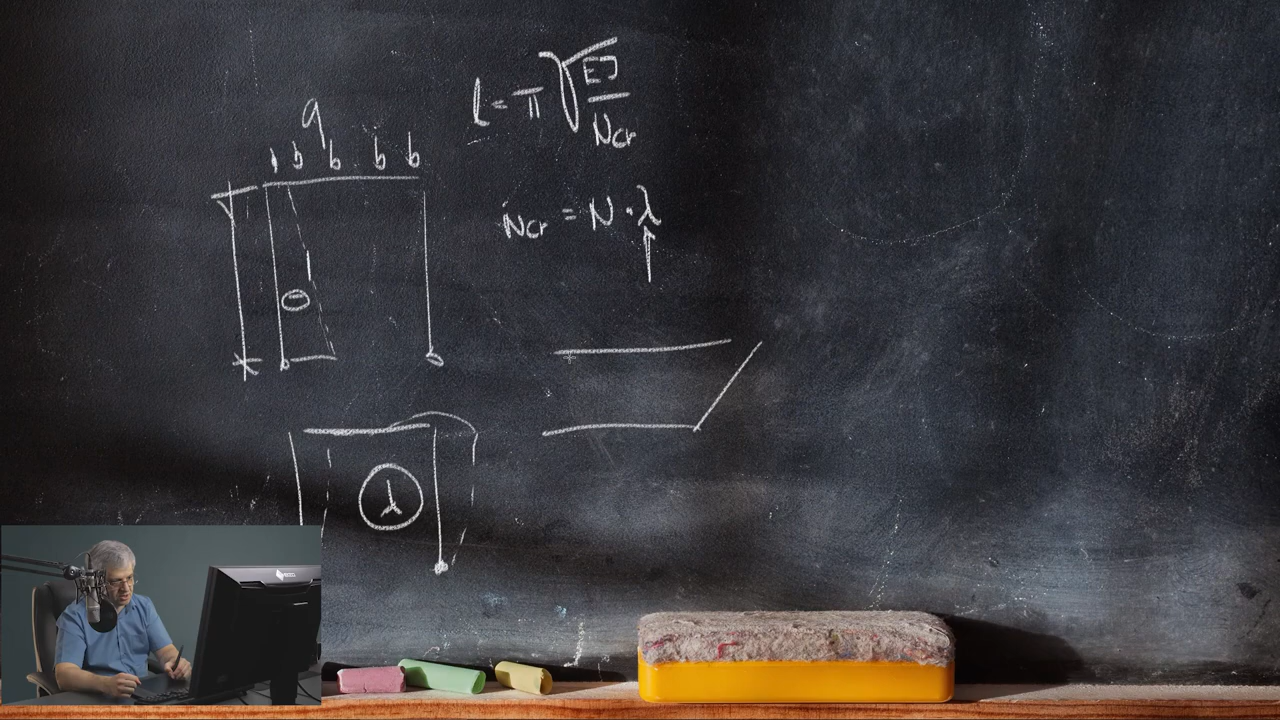 l = π √EJ/Ncr
q
Ncr = N · λ
Θ
λ